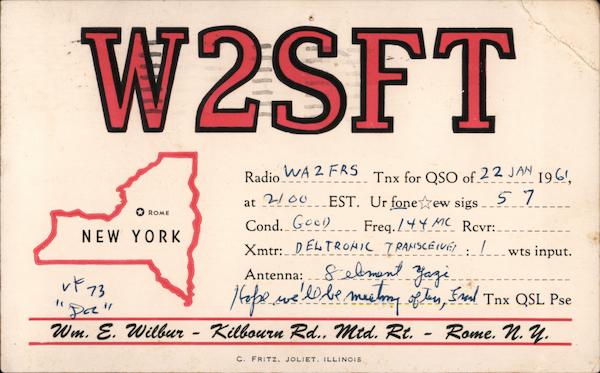 W2SFT
Radio WA2FRS Tnx for QSO of 22 JAN 1961,
at 2100 EST. Ur fone☆cw sigs 5 7
Cond. GOOD Freq. 144 MC Rcvr:
Xmtr: DELTRONIC TRANSCEIVER : 1 wts input.
Antenna: 8 element Yagi
Hope we'll be meeting often, Fred Tnx QSL Pse
ROME
NEW YORK
VY 73
"Doc"
Wm. E. Wilbur - Kilbourn Rd., Mtd. Rt. - Rome, N. Y.
C. FRITZ, JOLIET, ILLINOIS